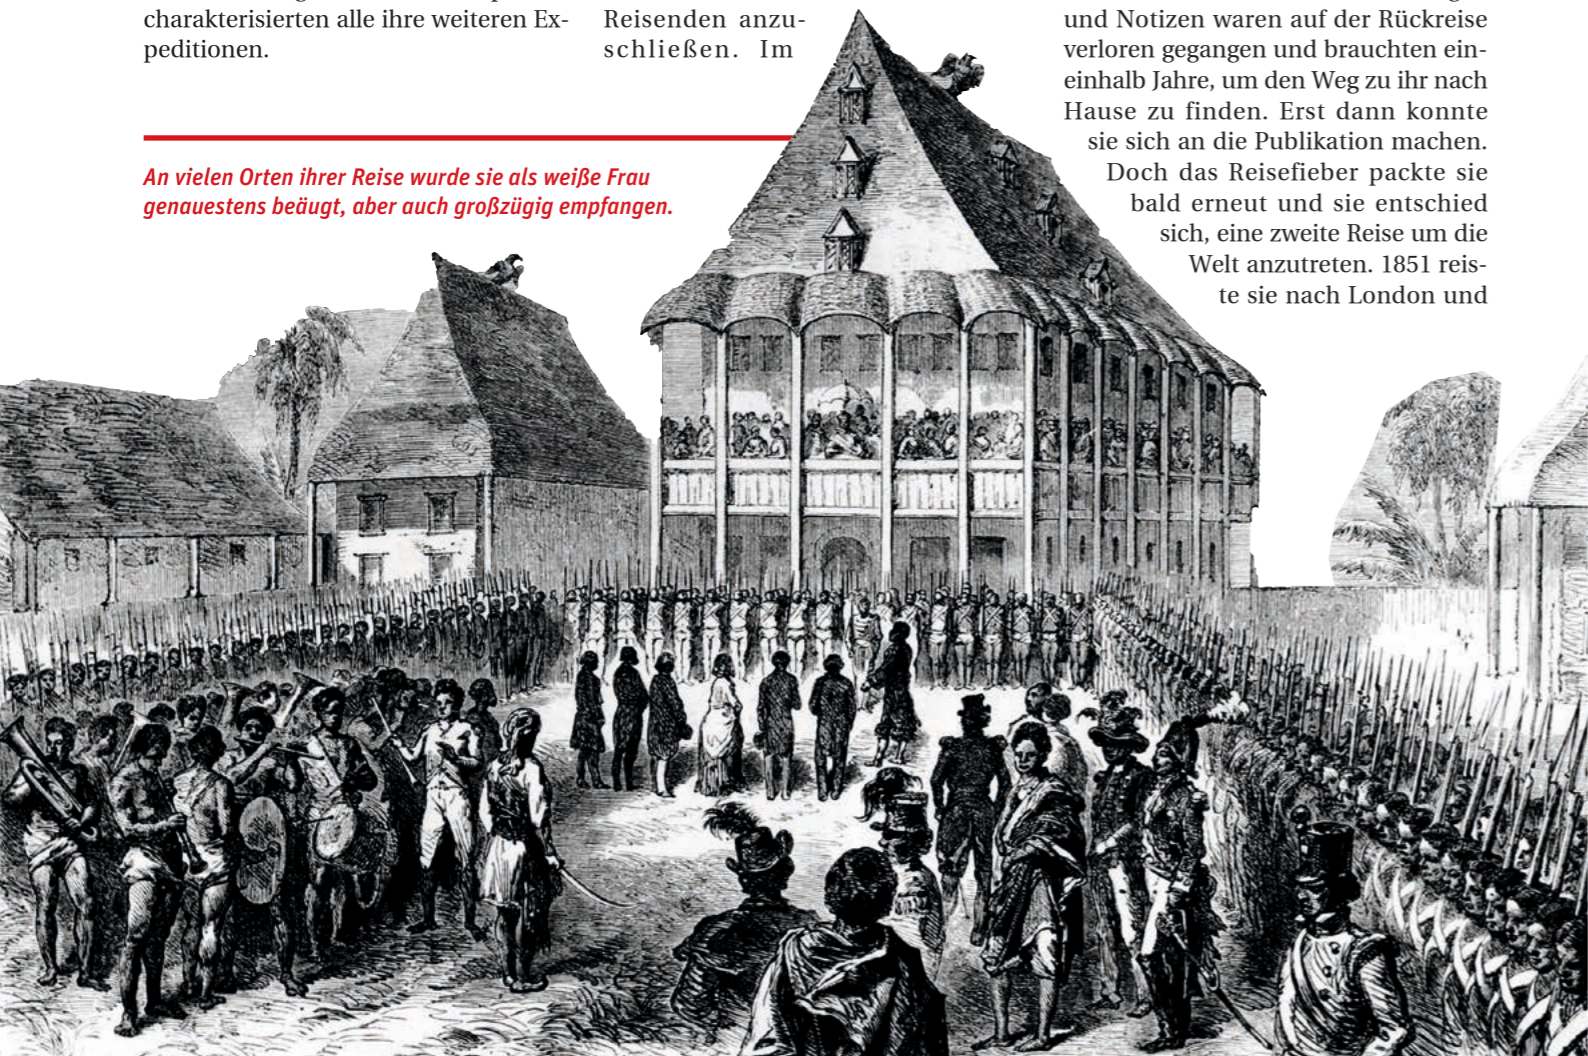 charakterisierten alle ihre weiteren Ex-
peditionen.
Reisenden anzu-
schließen. Im
und Notizen waren auf der Rückreise
verloren gegangen und brauchten ein-
einhalb Jahre, um den Weg zu ihr nach
Hause zu finden. Erst dann konnte
sie sich an die Publikation machen.
Doch das Reisefieber packte sie
bald erneut und sie entschied
sich, eine zweite Reise um die
Welt anzutreten. 1851 reis-
te sie nach London und
An vielen Orten ihrer Reise wurde sie als weiße Frau
genauestens beäugt, aber auch großzügig empfangen.